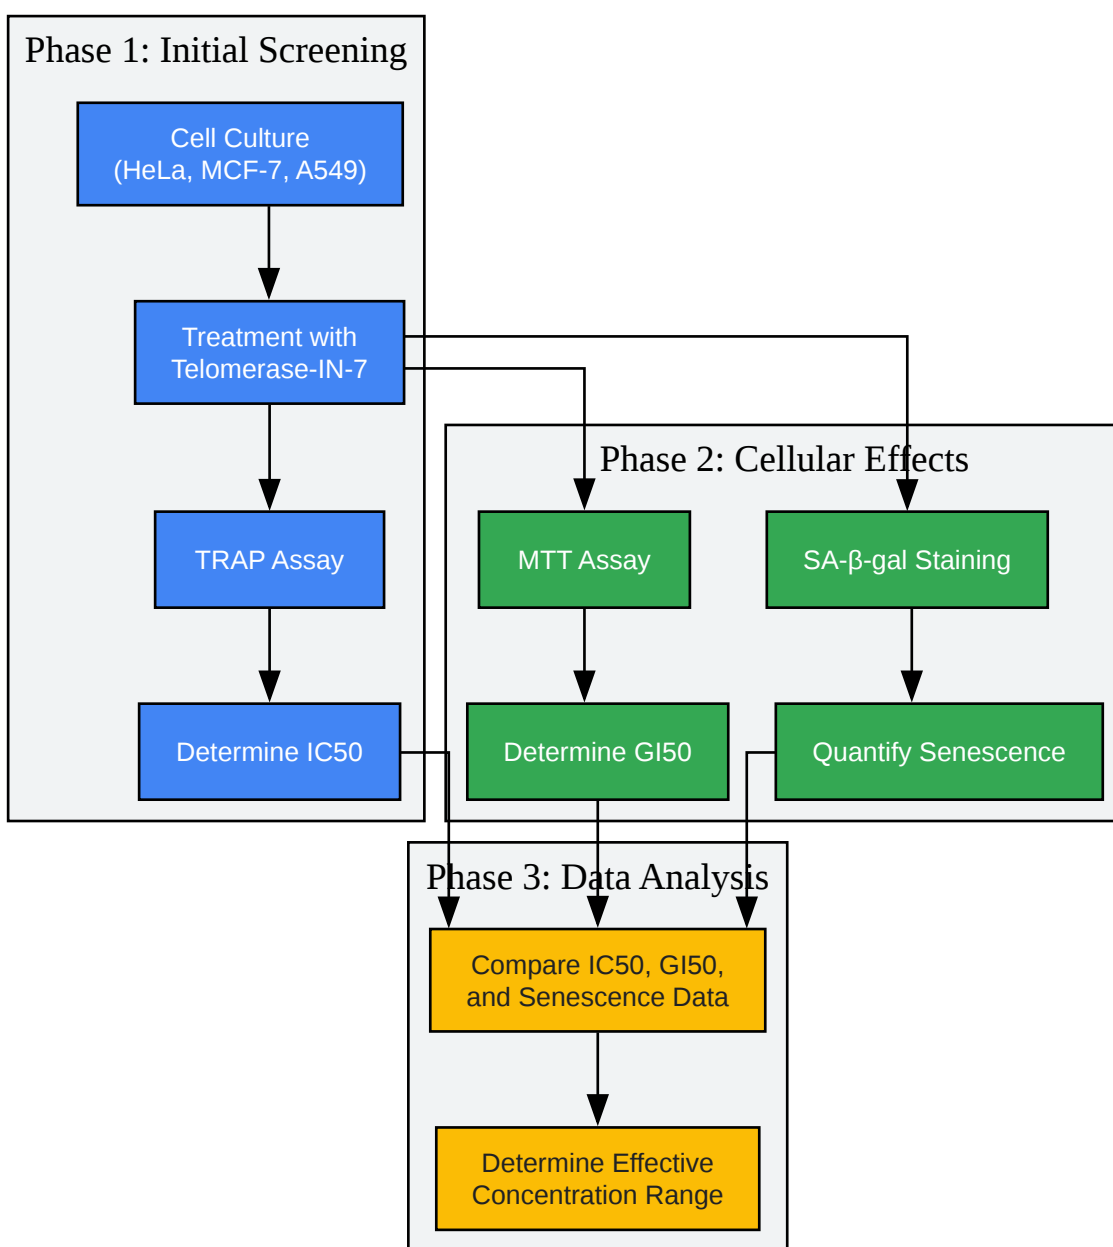 Phase 1: Initial Screening
Cell Culture
(HeLa, MCF-7, A549)
Treatment with
Telomerase-IN-7
TRAP Assay
Determine IC50
Phase 2: Cellular Effects
MTT Assay
SA-β-gal Staining
Determine GI50
Quantify Senescence
Phase 3: Data Analysis
Compare IC50, GI50,
and Senescence Data
Determine Effective
Concentration Range